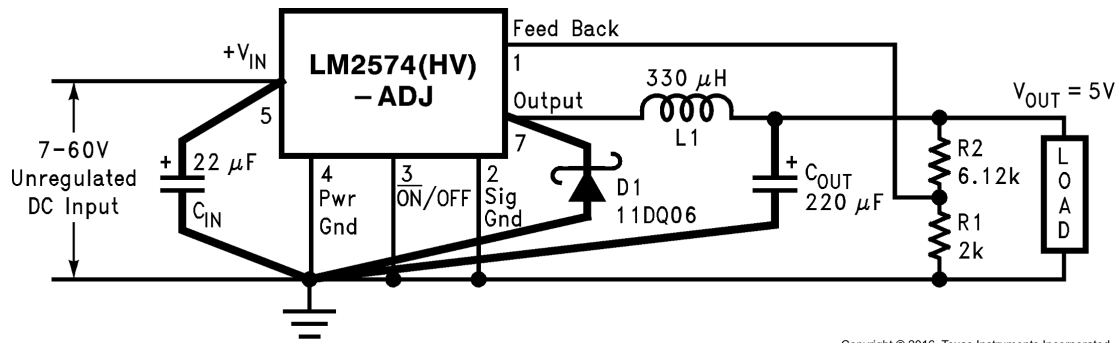 Feed Back
1
+VIN
LM2574(HV)
–ADJ
330 μH
VOUT = 5V
Output
5
7
L1
7–60V
Unregulated
DC Input
+
22 μF
CIN
4
Pwr
Gnd
3
ON/OFF
2
Sig
Gnd
D1
11DQ06
+
COUT
220 μF
R2
6.12k
R1
2k
LOAD